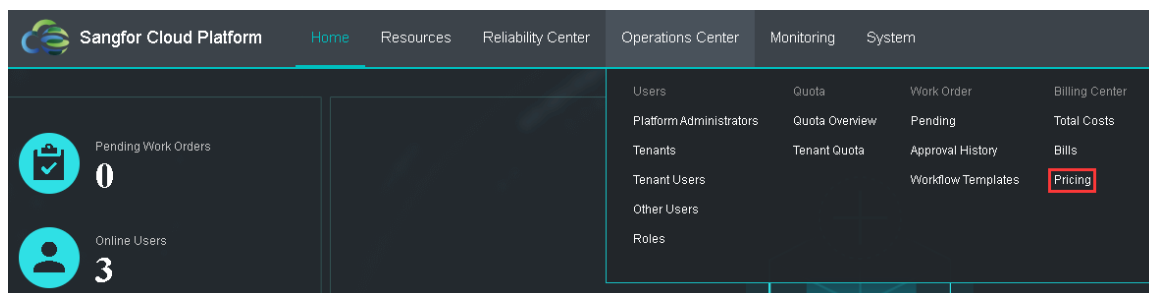 Sangfor Cloud Platform Home Resources Reliability Center Operations Center Monitoring System
Users Quota Work Order Billing Center
Platform Administrators Quota Overview Pending Total Costs
Pending Work Orders
0
Tenants Tenant Quota Approval History Bills
Tenant Users Workflow Templates Pricing
Other Users
Roles
Online Users
3